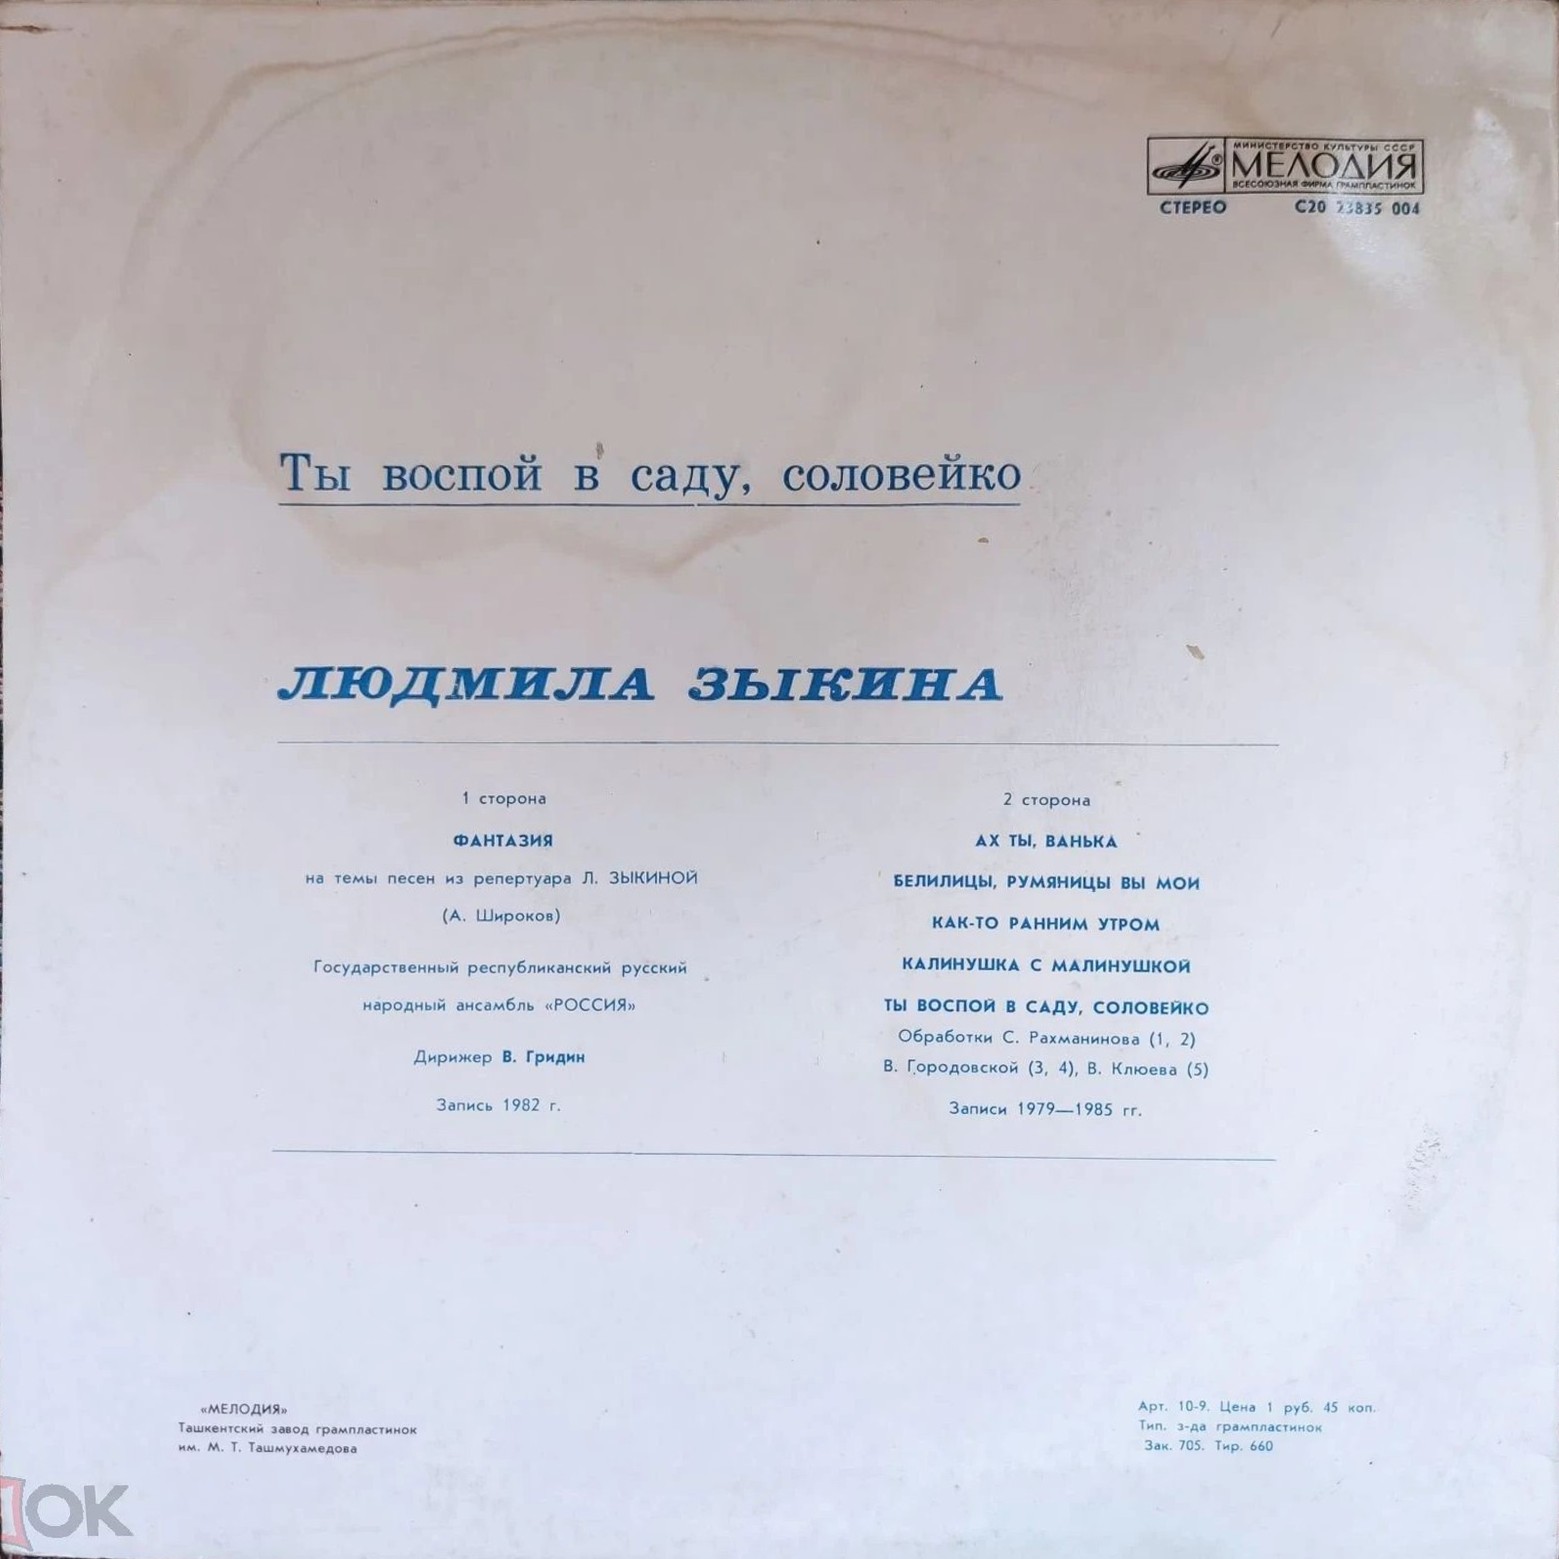 МИНИСТЕРСТВО КУЛЬТУРЫ СССР
МЕЛОДИЯ
ВСЕСОЮЗНАЯ ФИРМА ГРАМПЛАСТИНОК
СТЕРЕО С20 23835 004
Ты воспой в саду, соловейко
ЛЮДМИЛА ЗЫКИНА
1 сторона
ФАНТАЗИЯ
на темы песен из репертуара Л. ЗЫКИНОЙ
(А. Широков)
Государственный республиканский русский
народный ансамбль «РОССИЯ»
Дирижер В. Гридин
Запись 1982 г.
2 сторона
АХ ТЫ, ВАНЬКА
БЕЛИЛИЦЫ, РУМЯНИЦЫ ВЫ МОИ
КАК-ТО РАННИМ УТРОМ
КАЛИНУШКА С МАЛИНУШКОЙ
ТЫ ВОСПОЙ В САДУ, СОЛОВЕЙКО
Обработки С. Рахманинова (1, 2)
В. Городовской (3, 4), В. Клюева (5)
Записи 1979—1985 гг.
«МЕЛОДИЯ»
Ташкентский завод грампластинок
им. М. Т. Ташмухамедова
Арт. 10-9. Цена 1 руб. 45 коп.
Тип. з-да грампластинок
Зак. 705. Тир. 660
ОК